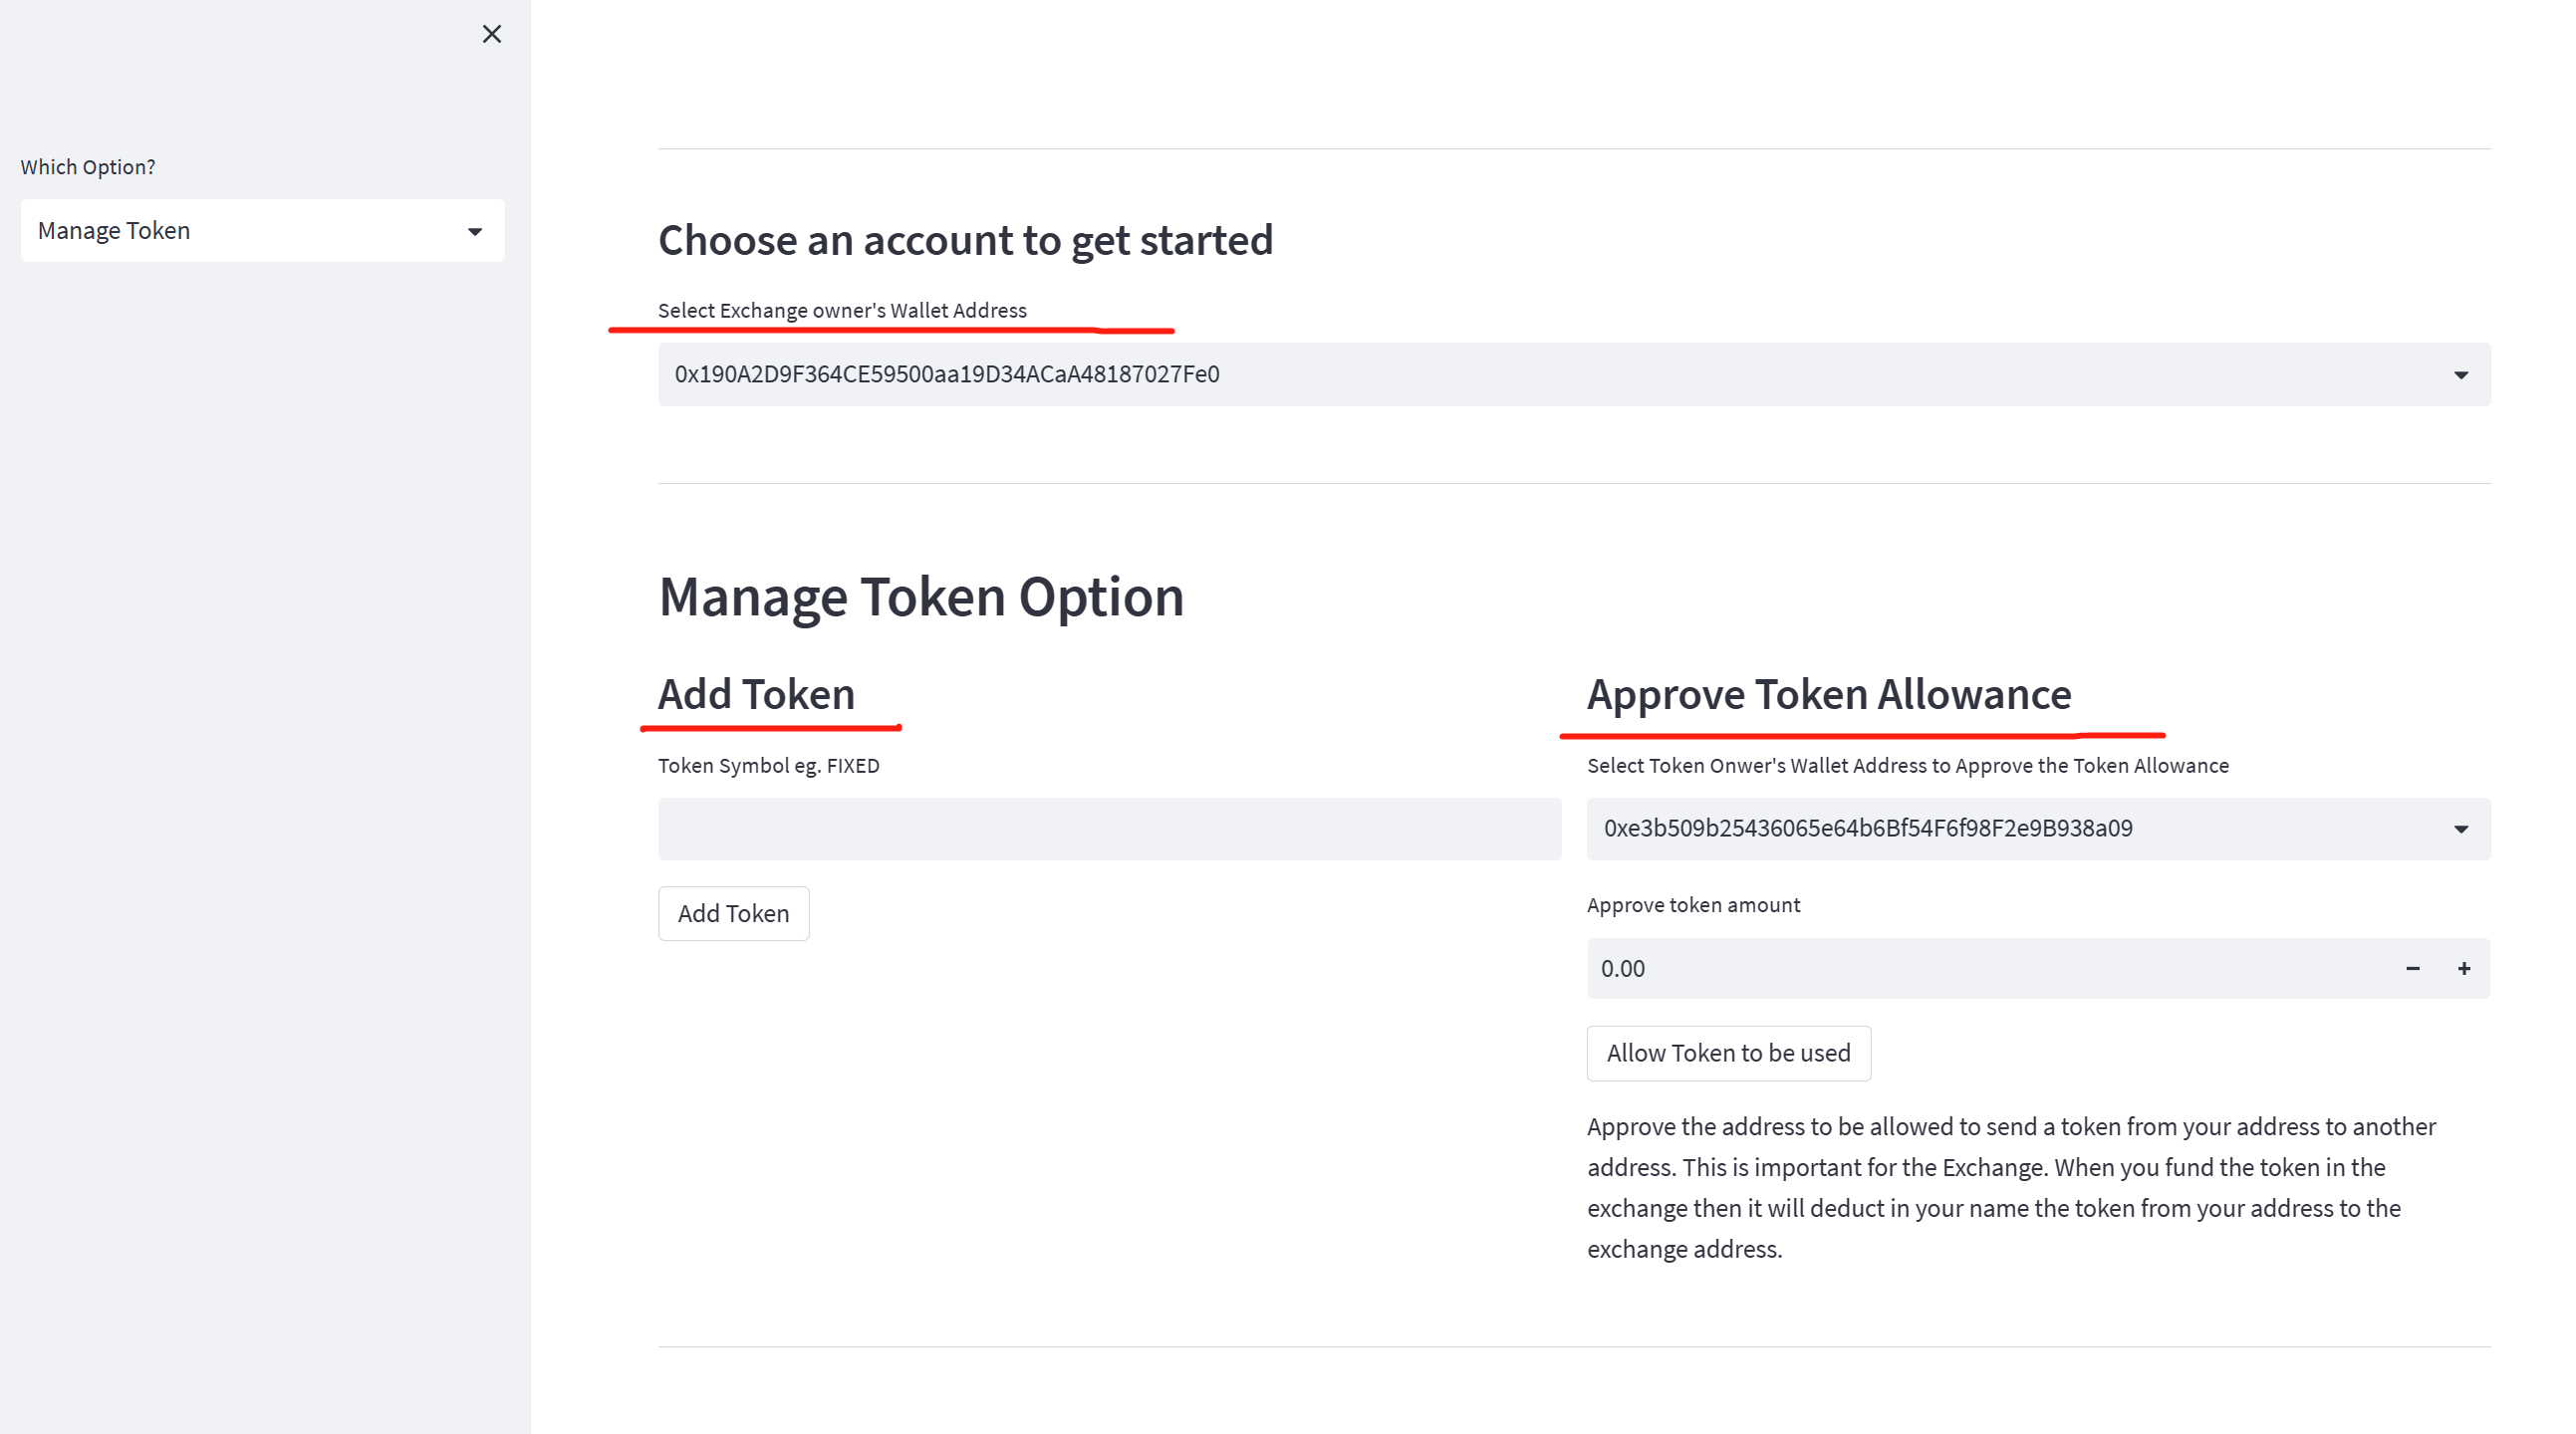 Which Option?
Manage Token
Choose an account to get started
Select Exchange owner's Wallet Address
0x190A2D9F364CE59500aa19D34ACaA48187027Fe0
Manage Token Option
Add Token
Token Symbol eg. FIXED
Add Token
Approve Token Allowance
Select Token Onwer's Wallet Address to Approve the Token Allowance
0xe3b509b25436065e64b6Bf54F6f98F2e9B938a09
Approve token amount
0.00
Allow Token to be used
Approve the address to be allowed to send a token from your address to another
address. This is important for the Exchange. When you fund the token in the
exchange then it will deduct in your name the token from your address to the
exchange address.